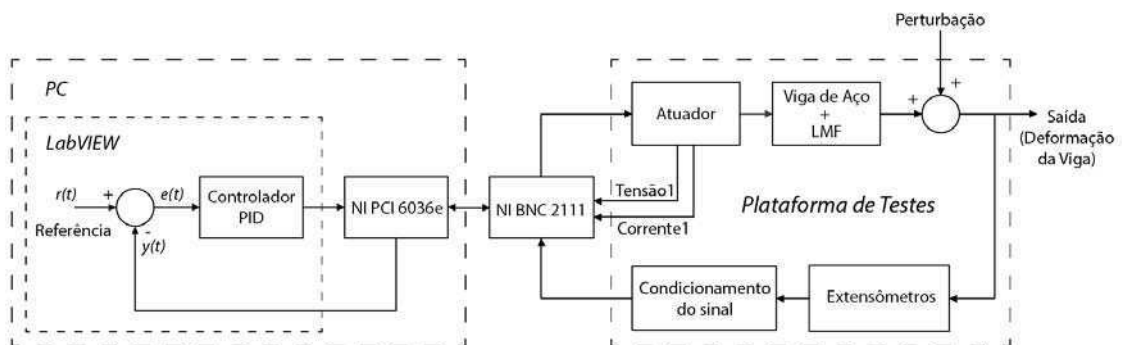 Perturbação
PC
LabVIEW
r(t)
+
Referência
e(t)
-
y(t)
Controlador
PID
NI PCI 6036e
NI BNC 2111
Atuador
Tensão1
Corrente1
Viga de Aço
+
LMF
+
+
Saída
(Deformação
da Viga)
Plataforma de Testes
Condicionamento
do sinal
Extensômetros